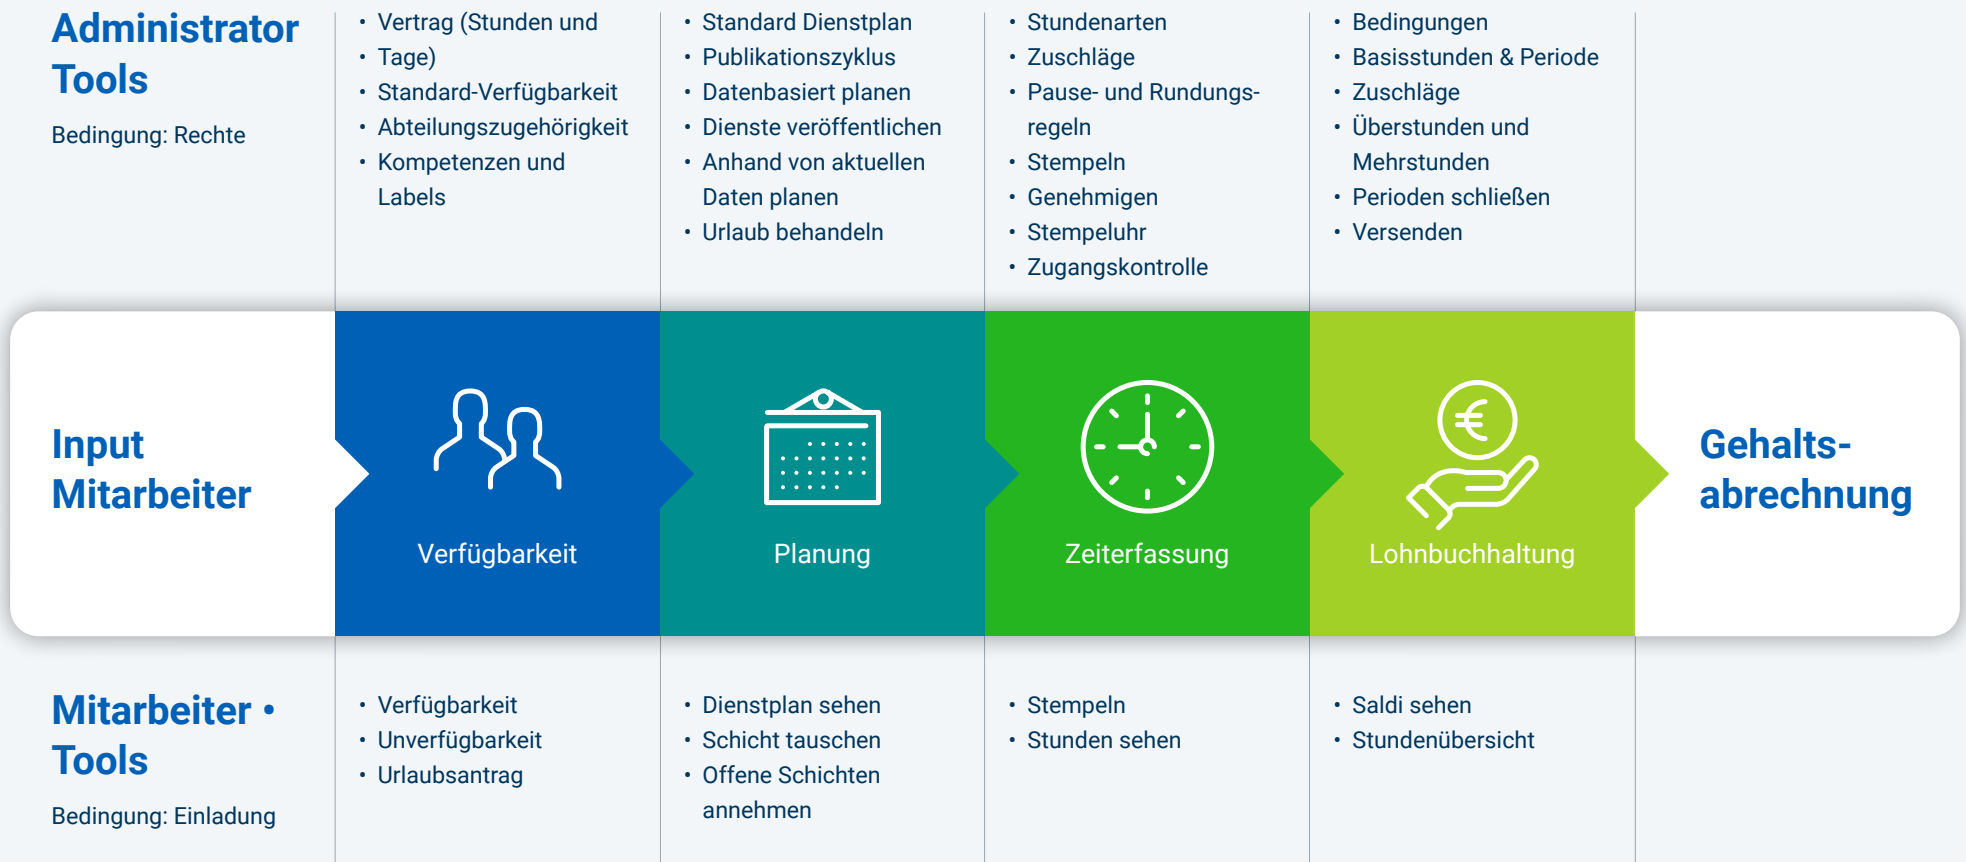 Administrator
Tools
Bedingung: Rechte
• Vertrag (Stunden und
• Tage)
• Standard-Verfügbarkeit
• Abteilungszugehörigkeit
• Kompetenzen und
Labels
• Standard Dienstplan
• Publikationszyklus
• Datenbasiert planen
• Dienste veröffentlichen
• Anhand von aktuellen
Daten planen
• Urlaub behandeln
• Stundenarten
• Zuschläge
• Pause- und Rundungs-
regeln
• Stempeln
• Genehmigen
• Stempeluhr
• Zugangskontrolle
• Bedingungen
• Basisstunden & Periode
• Zuschläge
• Überstunden und
Mehrstunden
• Perioden schließen
• Versenden
Input
Mitarbeiter
Verfügbarkeit
Planung
Zeiterfassung
€
Lohnbuchhaltung
Gehalts-
abrechnung
Mitarbeiter •
Tools
Bedingung: Einladung
• Verfügbarkeit
• Unverfügbarkeit
• Urlaubsantrag
• Dienstplan sehen
• Schicht tauschen
• Offene Schichten
annehmen
• Stempeln
• Stunden sehen
• Saldi sehen
• Stundenübersicht